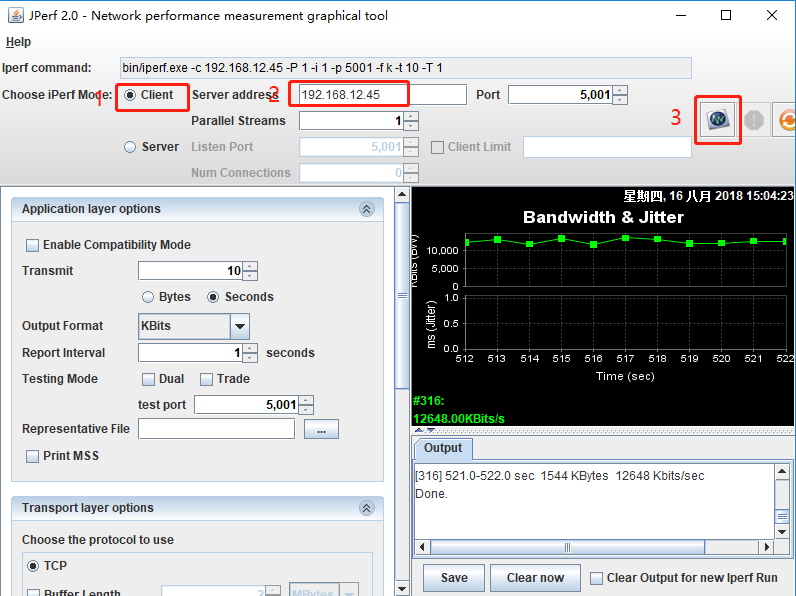 JPerf 2.0 - Network performance measurement graphical tool
Help
Iperf command: bin/iperf.exe -c 192.168.12.45 -P 1 -i 1 -p 5001 -f k -t 10 -T 1
Choose iPerf Mode: 1 Client 2 Server address 192.168.12.45 Port 5,001
Parallel Streams 1 3
Server Listen Port 5,001 Client Limit
Num Connections 0
Application layer options
Enable Compatibility Mode
Transmit 10
Bytes Seconds
Output Format KBits
Report Interval 1 seconds
Testing Mode Dual Trade
test port 5,001
Representative File ...
Print MSS
Transport layer options
Choose the protocol to use
TCP
Buffer Length 2 MBytes
星期四, 16 八月 2018 15:04:23
Bandwidth & Jitter
KBits (BW)
10,000
5,000
0
ms (Jitter)
1.0
0.5
0.0
512 513 514 515 516 517 518 519 520 521 522
Time (sec)
#316:
12648.00KBits/s
Output
[316] 521.0-522.0 sec 1544 KBytes 12648 Kbits/sec
Done.
Save Clear now Clear Output for new Iperf Run